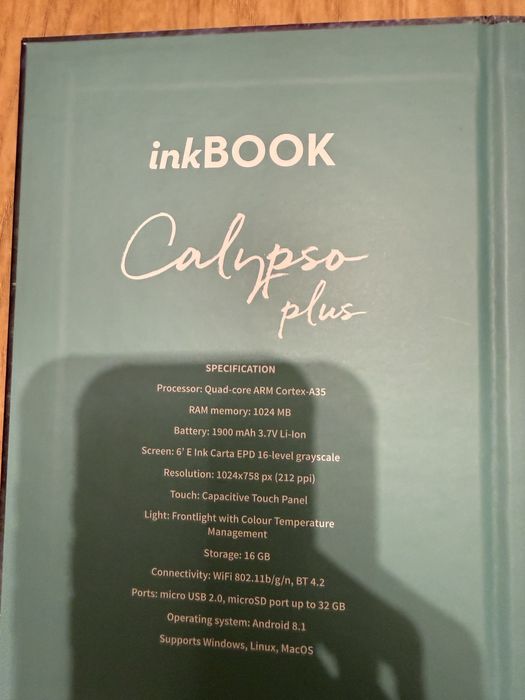 inkBOOK
Calypso
plus
SPECIFICATION
Processor: Quad-core ARM Cortex-A35
RAM memory: 1024 MB
Battery: 1900 mAh 3.7V Li-Ion
Screen: 6' E Ink Carta EPD 16-level grayscale
Resolution: 1024x758 px (212 ppi)
Touch: Capacitive Touch Panel
Light: Frontlight with Colour Temperature
Management
Storage: 16 GB
Connectivity: WiFi 802.11b/g/n, BT 4.2
Ports: micro USB 2.0, microSD port up to 32 GB
Operating system: Android 8.1
Supports Windows, Linux, MacOS